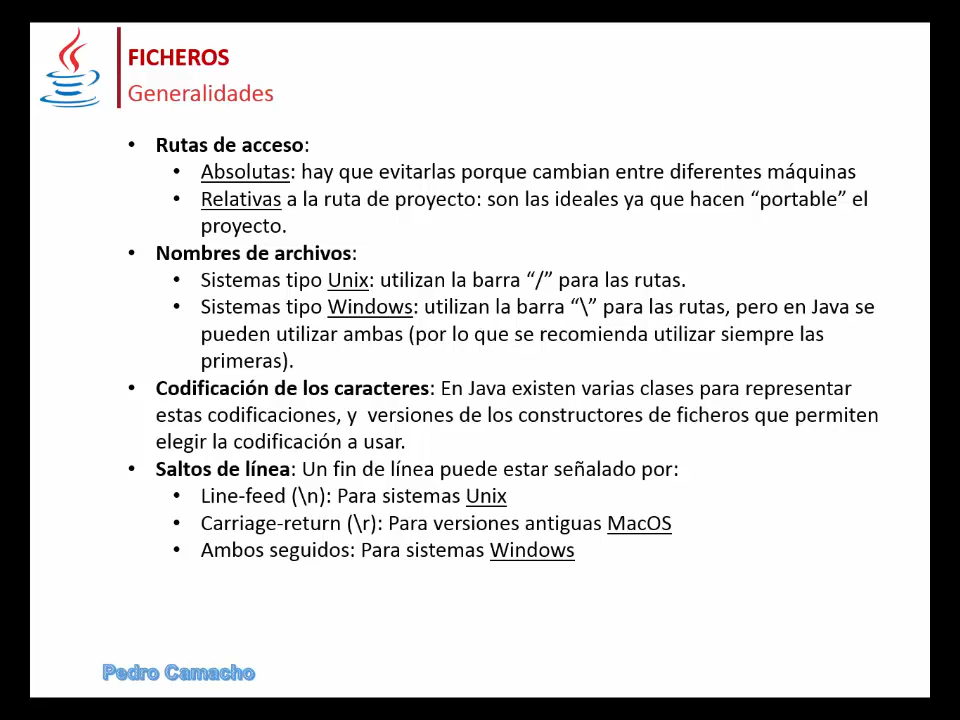 FICHEROS
Generalidades
• Rutas de acceso:
• Absolutas: hay que evitarlas porque cambian entre diferentes máquinas
• Relativas a la ruta de proyecto: son las ideales ya que hacen “portable” el
proyecto.
• Nombres de archivos:
• Sistemas tipo Unix: utilizan la barra “/” para las rutas.
• Sistemas tipo Windows: utilizan la barra “\” para las rutas, pero en Java se
pueden utilizar ambas (por lo que se recomienda utilizar siempre las
primeras).
• Codificación de los caracteres: En Java existen varias clases para representar
estas codificaciones, y  versiones de los constructores de ficheros que permiten
elegir la codificación a usar.
• Saltos de línea: Un fin de línea puede estar señalado por:
• Line-feed (\n): Para sistemas Unix
• Carriage-return (\r): Para versiones antiguas MacOS
• Ambos seguidos: Para sistemas Windows
Pedro Camacho